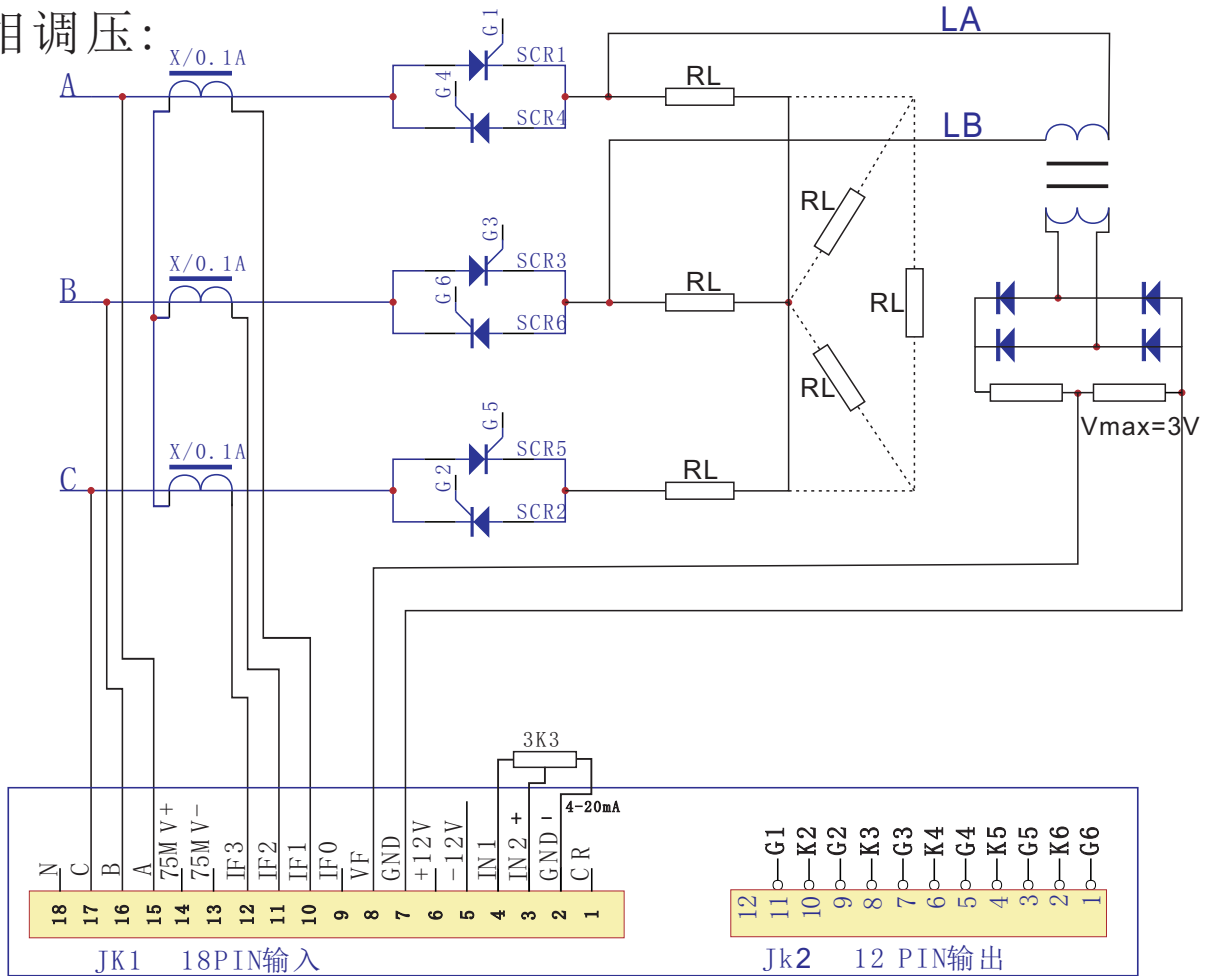 相调压:
X/0.1A
A
G1
SCR1
G4
SCR4
LA
RL
LB
X/0.1A
B
G3
SCR3
G6
SCR6
RL
RL
RL
RL
Vmax=3V
X/0.1A
C
G5
SCR5
G2
SCR2
RL
3K3
4-20mA
N
C
B
A
75MV+
75MV-
IF3
IF2
IF1
IF0
VF
GND
+12V
-12V
IN1
IN2 +
GND -
CR
18 17 16 15 14 13 12 11 10 9 8 7 6 5 4 3 2 1
JK1 18PIN输入
G1
K2
G2
K3
G3
K4
G4
K5
G5
K6
G6
12 11 10 9 8 7 6 5 4 3 2 1
Jk2 12 PIN输出